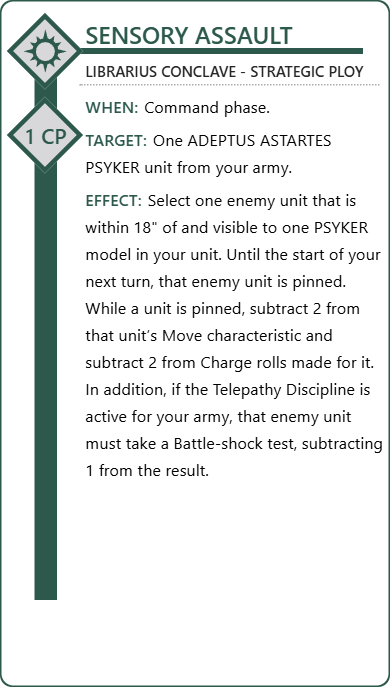 SENSORY ASSAULT
LIBRARIUS CONCLAVE - STRATEGIC PLOY
1 CP
WHEN: Command phase.
TARGET: One ADEPTUS ASTARTES
PSYKER unit from your army.
EFFECT: Select one enemy unit that is
within 18" of and visible to one PSYKER
model in your unit. Until the start of your
next turn, that enemy unit is pinned.
While a unit is pinned, subtract 2 from
that unit's Move characteristic and
subtract 2 from Charge rolls made for it.
In addition, if the Telepathy Discipline is
active for your army, that enemy unit
must take a Battle-shock test, subtracting
1 from the result.